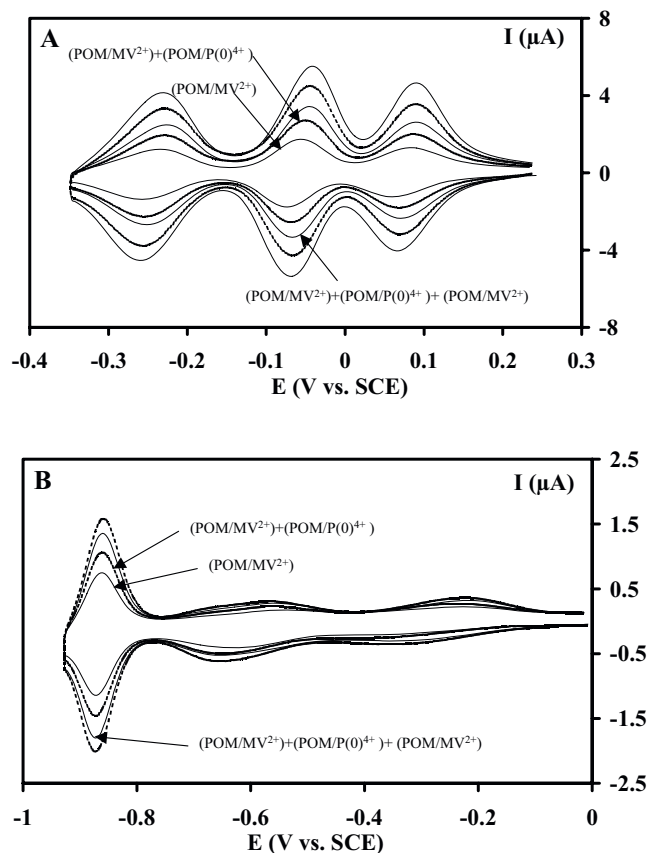 A
I (μA)
(POM/MV²⁺)+(POM/P(0)⁴⁺ )
(POM/MV²⁺)
(POM/MV²⁺)+(POM/P(0)⁴⁺ )+ (POM/MV²⁺)
8
4
0
-4
-8
-0.4 -0.3 -0.2 -0.1 0 0.1 0.2 0.3
E (V vs. SCE)
B
I (μA)
(POM/MV²⁺)+(POM/P(0)⁴⁺ )
(POM/MV²⁺)
(POM/MV²⁺)+(POM/P(0)⁴⁺ )+ (POM/MV²⁺)
2.5
1.5
0.5
-0.5
-1.5
-2.5
-1 -0.8 -0.6 -0.4 -0.2 0
E (V vs. SCE)